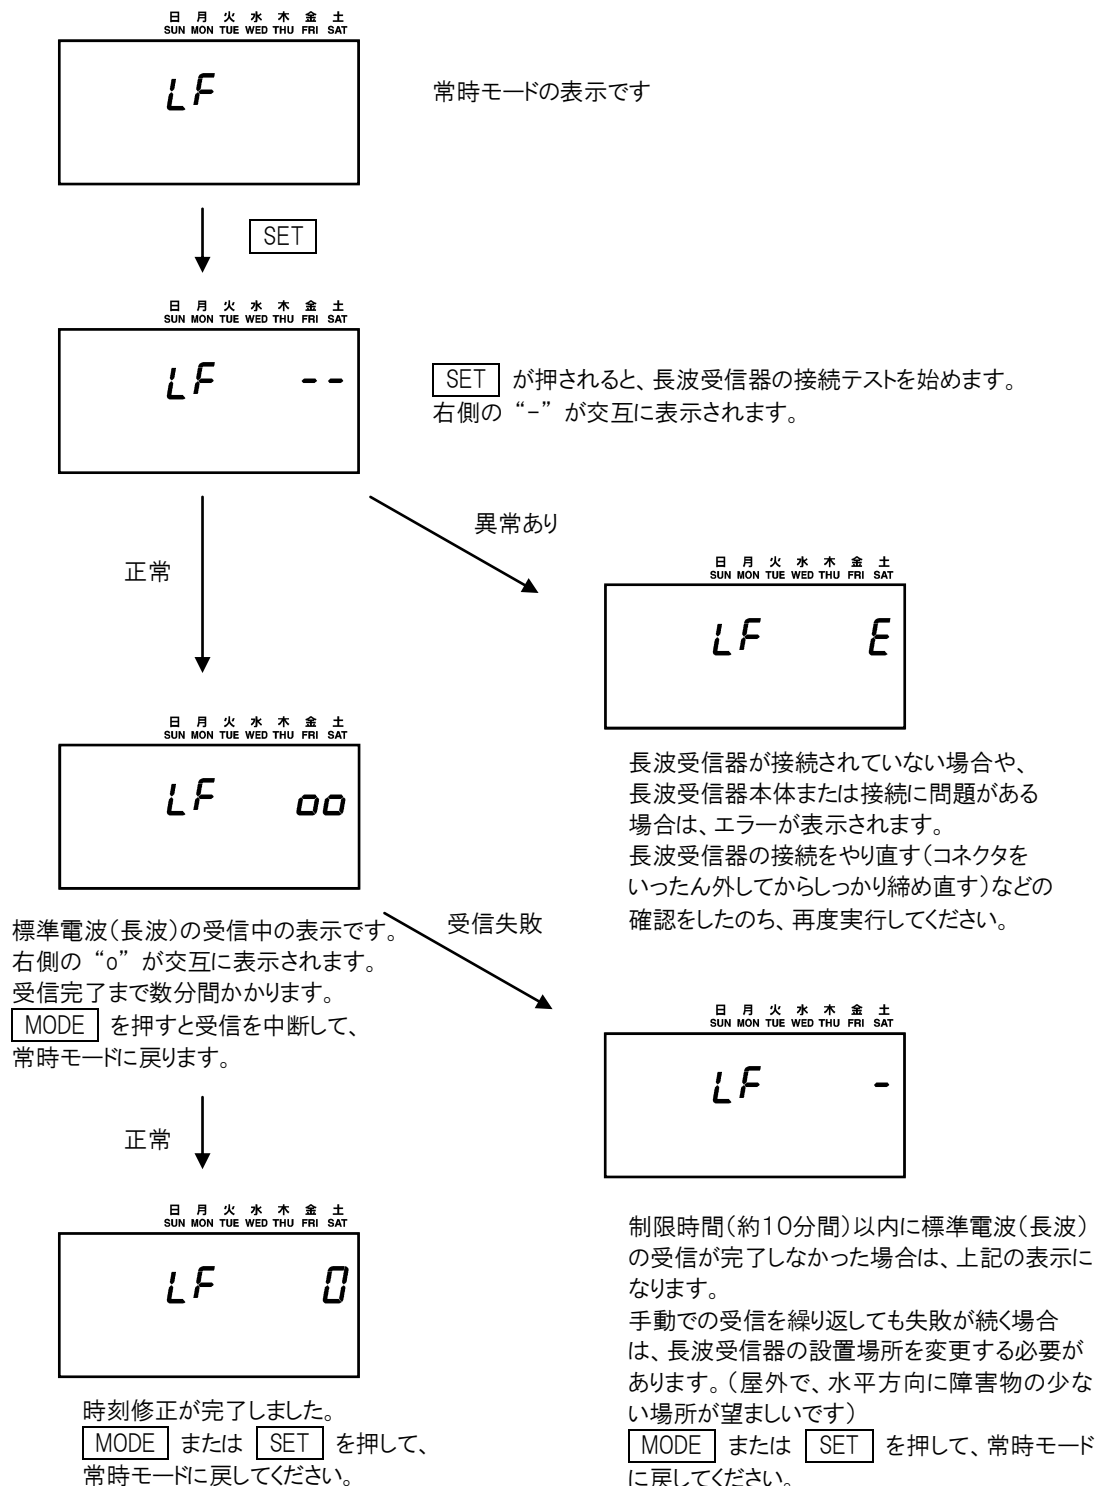 日 月 火 水 木 金 土
SUN MON TUE WED THU FRI SAT
LF
常時モードの表示です
SET
日 月 火 水 木 金 土
SUN MON TUE WED THU FRI SAT
LF --
SET が押されると、長波受信器の接続テストを始めます。
右側の “-” が交互に表示されます。
異常あり
正常
日 月 火 水 木 金 土
SUN MON TUE WED THU FRI SAT
LF E
長波受信器が接続されていない場合や、
長波受信器本体または接続に問題がある
場合は、エラーが表示されます。
長波受信器の接続をやり直す(コネクタを
いったん外してからしっかり締め直す)などの
確認をしたのち、再度実行してください。
日 月 火 水 木 金 土
SUN MON TUE WED THU FRI SAT
LF oo
標準電波(長波)の受信中の表示です。
右側の “o” が交互に表示されます。
受信完了まで数分間かかります。
MODE を押すと受信を中断して、
常時モードに戻ります。
受信失敗
日 月 火 水 木 金 土
SUN MON TUE WED THU FRI SAT
LF -
制限時間(約10分間)以内に標準電波(長波)
の受信が完了しなかった場合は、上記の表示に
なります。
手動での受信を繰り返しても失敗が続く場合
は、長波受信器の設置場所を変更する必要が
あります。(屋外で、水平方向に障害物の少な
い場所が望ましいです)
MODE または SET を押して、常時モード
に戻してください。
正常
日 月 火 水 木 金 土
SUN MON TUE WED THU FRI SAT
LF 0
時刻修正が完了しました。
MODE または SET を押して、
常時モードに戻してください。